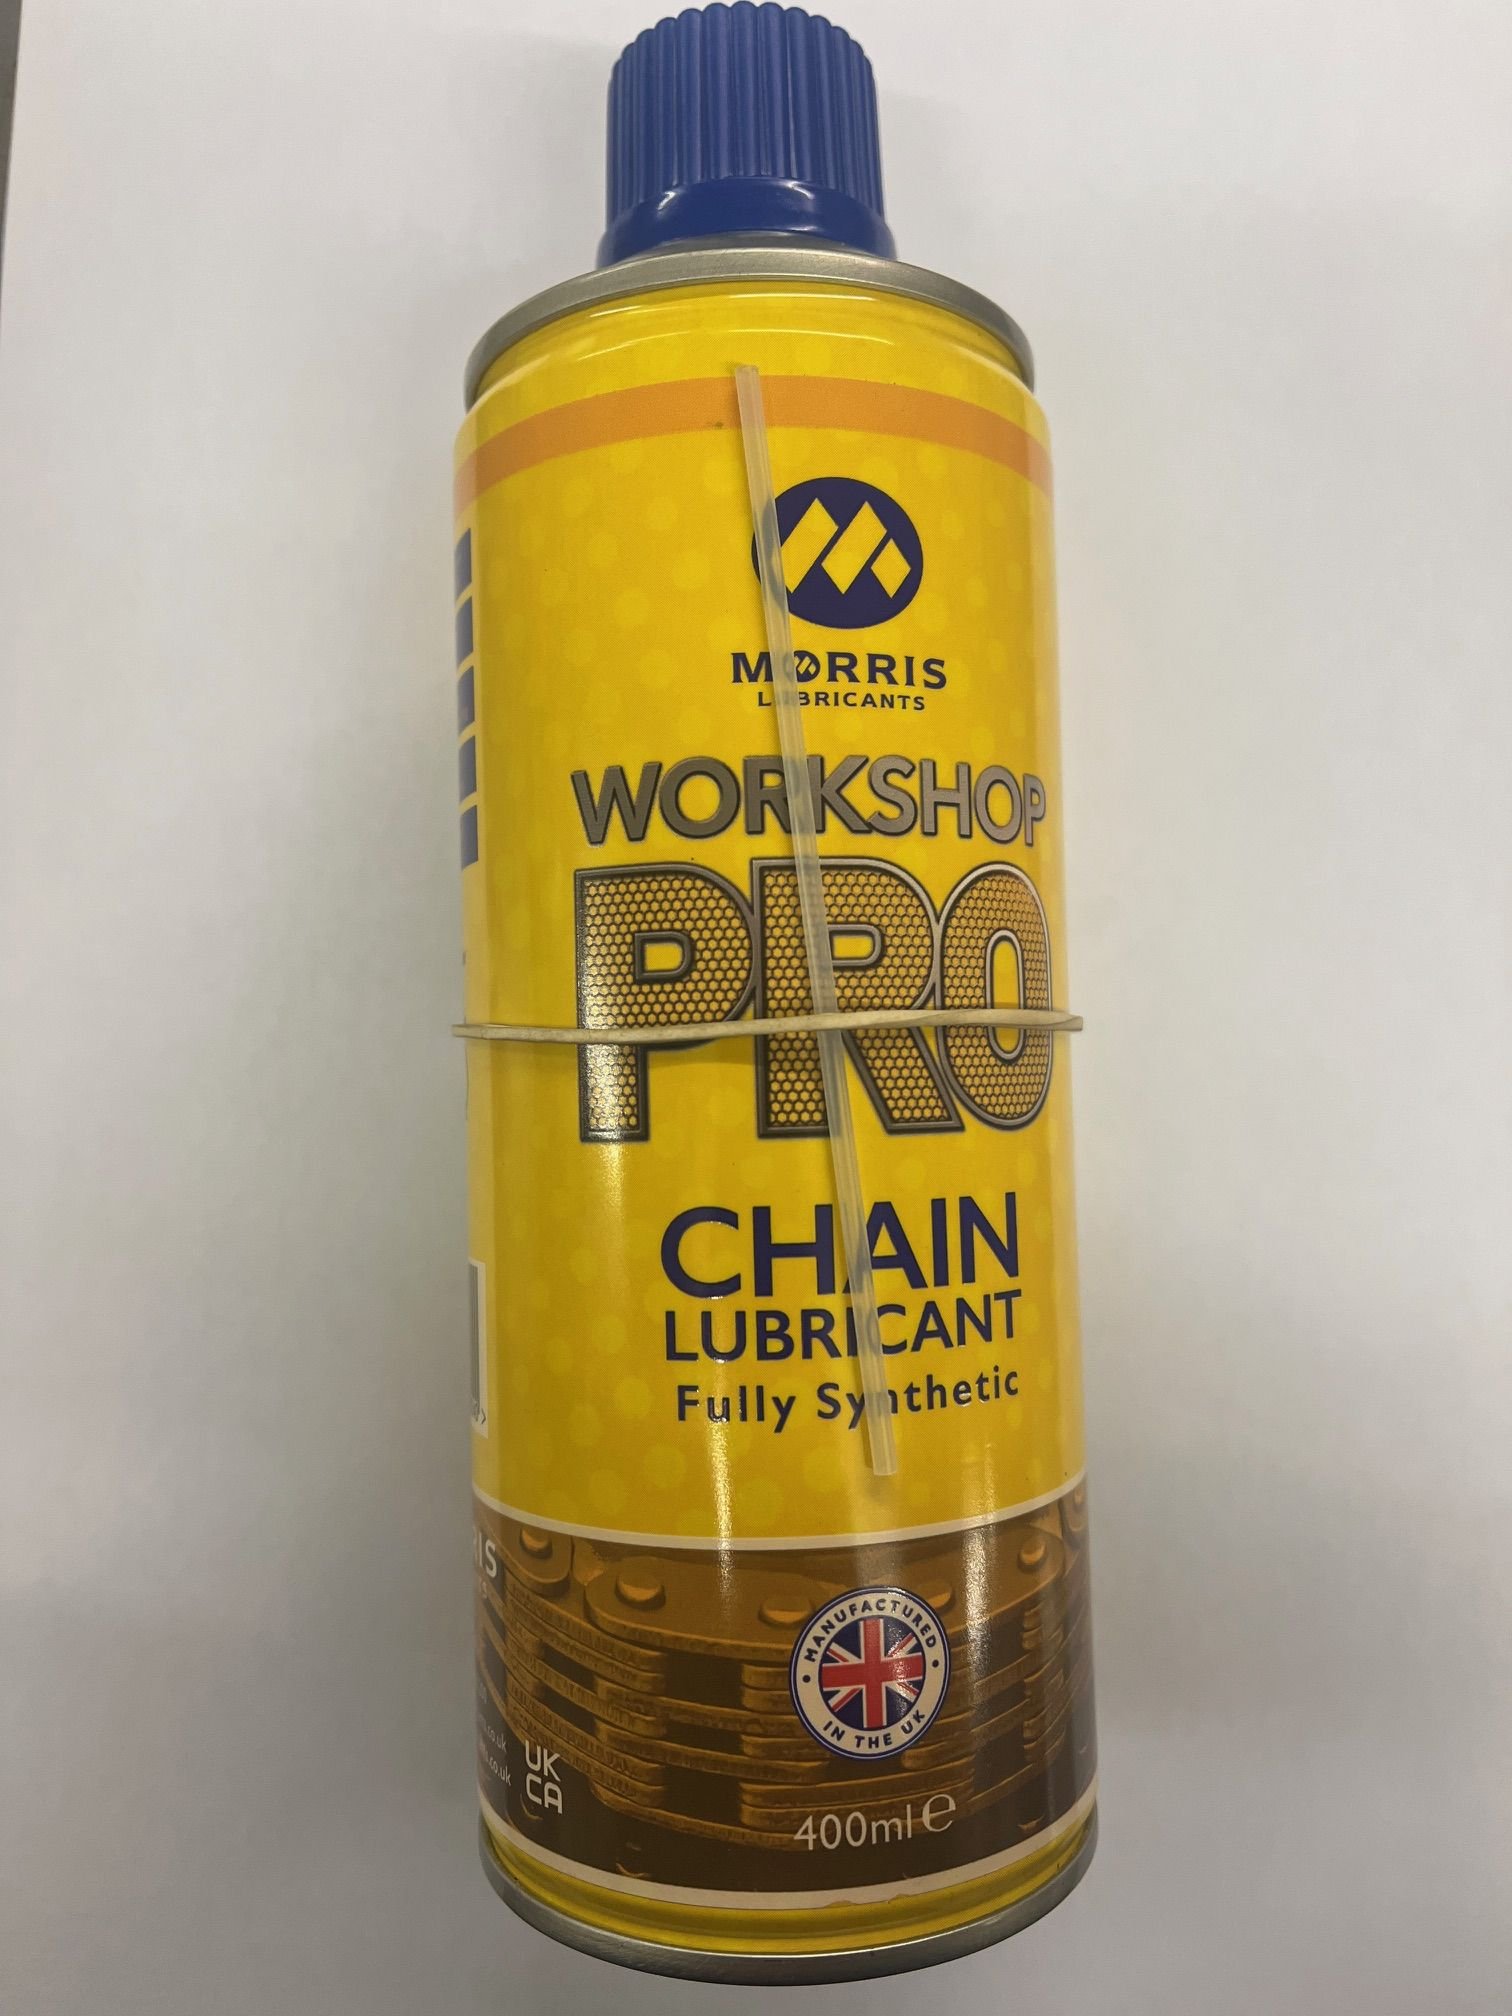 MORRIS
LUBRICANTS
WORKSHOP
PRO
CHAIN
LUBRICANT
Fully Synthetic
MANUFACTURED
IN THE UK
UK
CA
400ml e